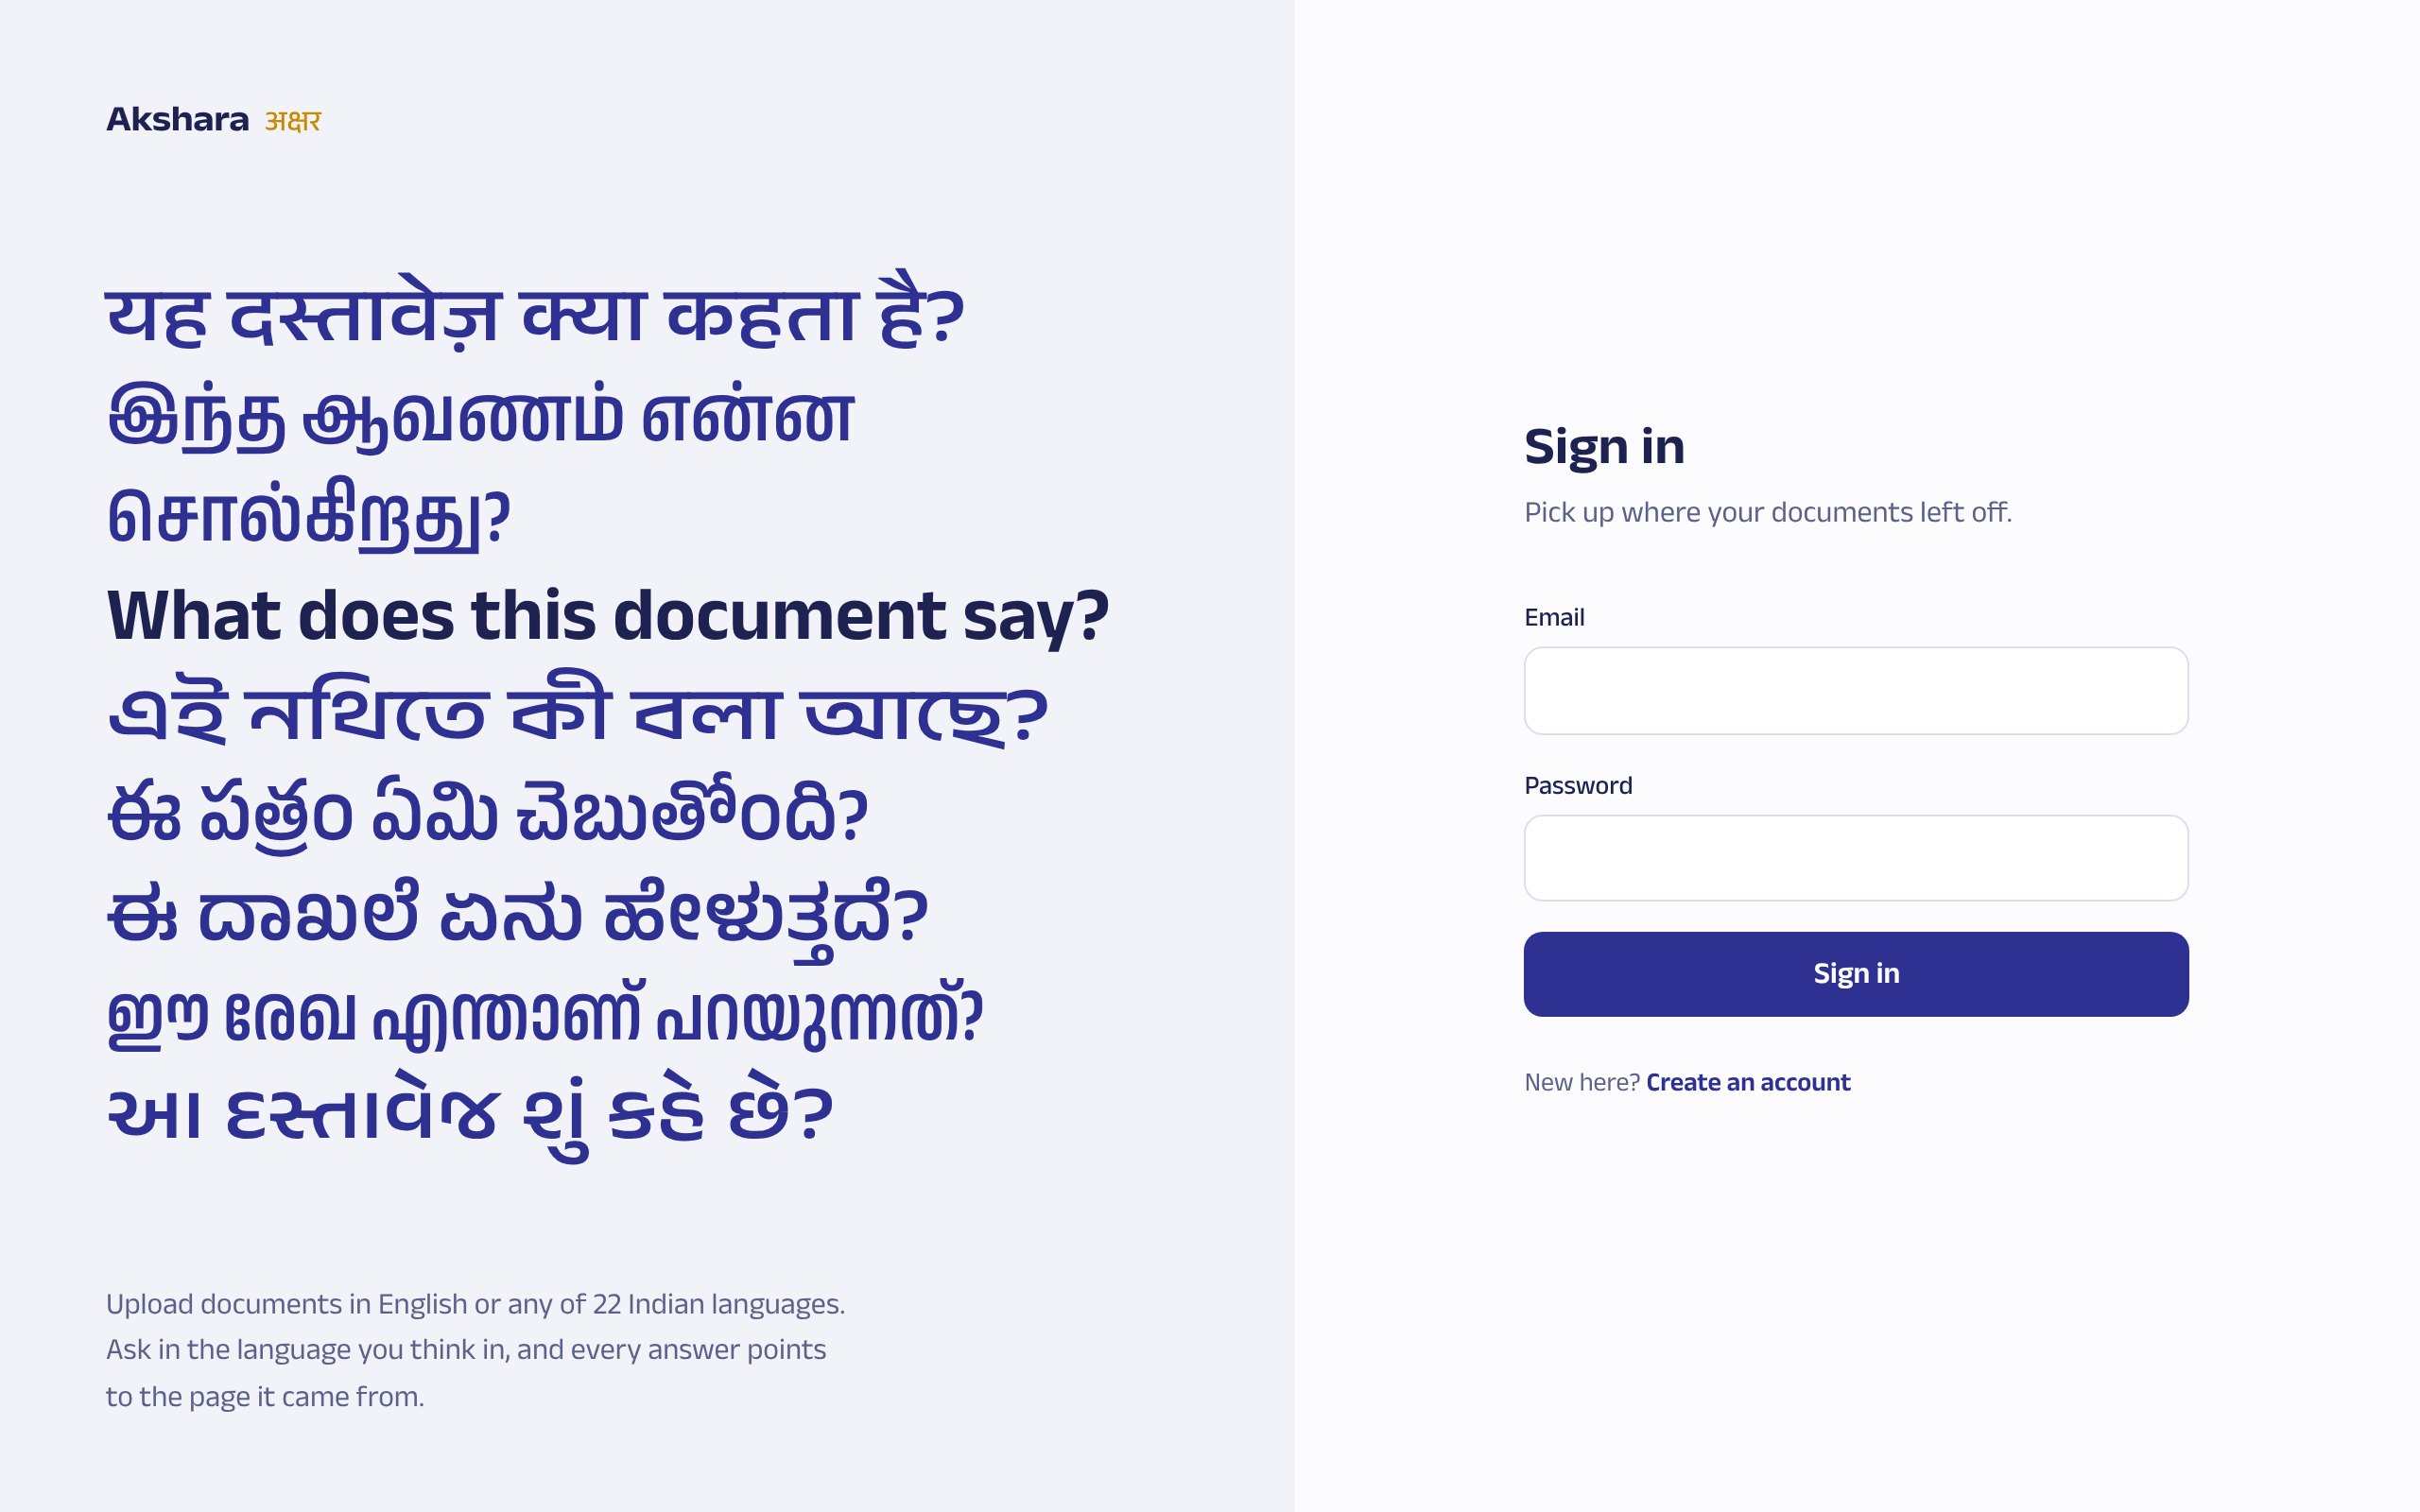 Akshara अक्षर
यह दस्तावेज़ क्या कहता है?
இந்த ஆவணம் என்ன
சொல்கிறது?
What does this document say?
এই নথিতে কী বলা আছে?
ఈ పత్రం ఏమి చెబుతోంది?
ಈ ದಾಖಲೆ ಏನು ಹೇಳುತ್ತದೆ?
ഈ രേഖ എന്താണ് പറയുന്നത്?
આ દસ્તાવેજ શું કહે છે?
Upload documents in English or any of 22 Indian languages.
Ask in the language you think in, and every answer points
to the page it came from.
Sign in
Pick up where your documents left off.
Email
Password
Sign in
New here? Create an account